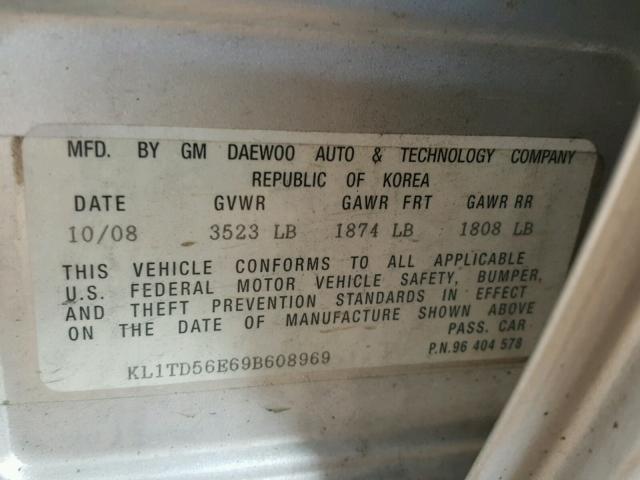 MFD. BY GM DAEWOO AUTO & TECHNOLOGY COMPANY
REPUBLIC OF KOREA
DATE GVWR GAWR FRT GAWR RR
10/08 3523 LB 1874 LB 1808 LB
THIS VEHICLE CONFORMS TO ALL APPLICABLE
U.S. FEDERAL MOTOR VEHICLE SAFETY, BUMPER,
AND THEFT PREVENTION STANDARDS IN EFFECT
ON THE DATE OF MANUFACTURE SHOWN ABOVE
PASS. CAR
KL1TD56E69B608969 P.N.96 404 578